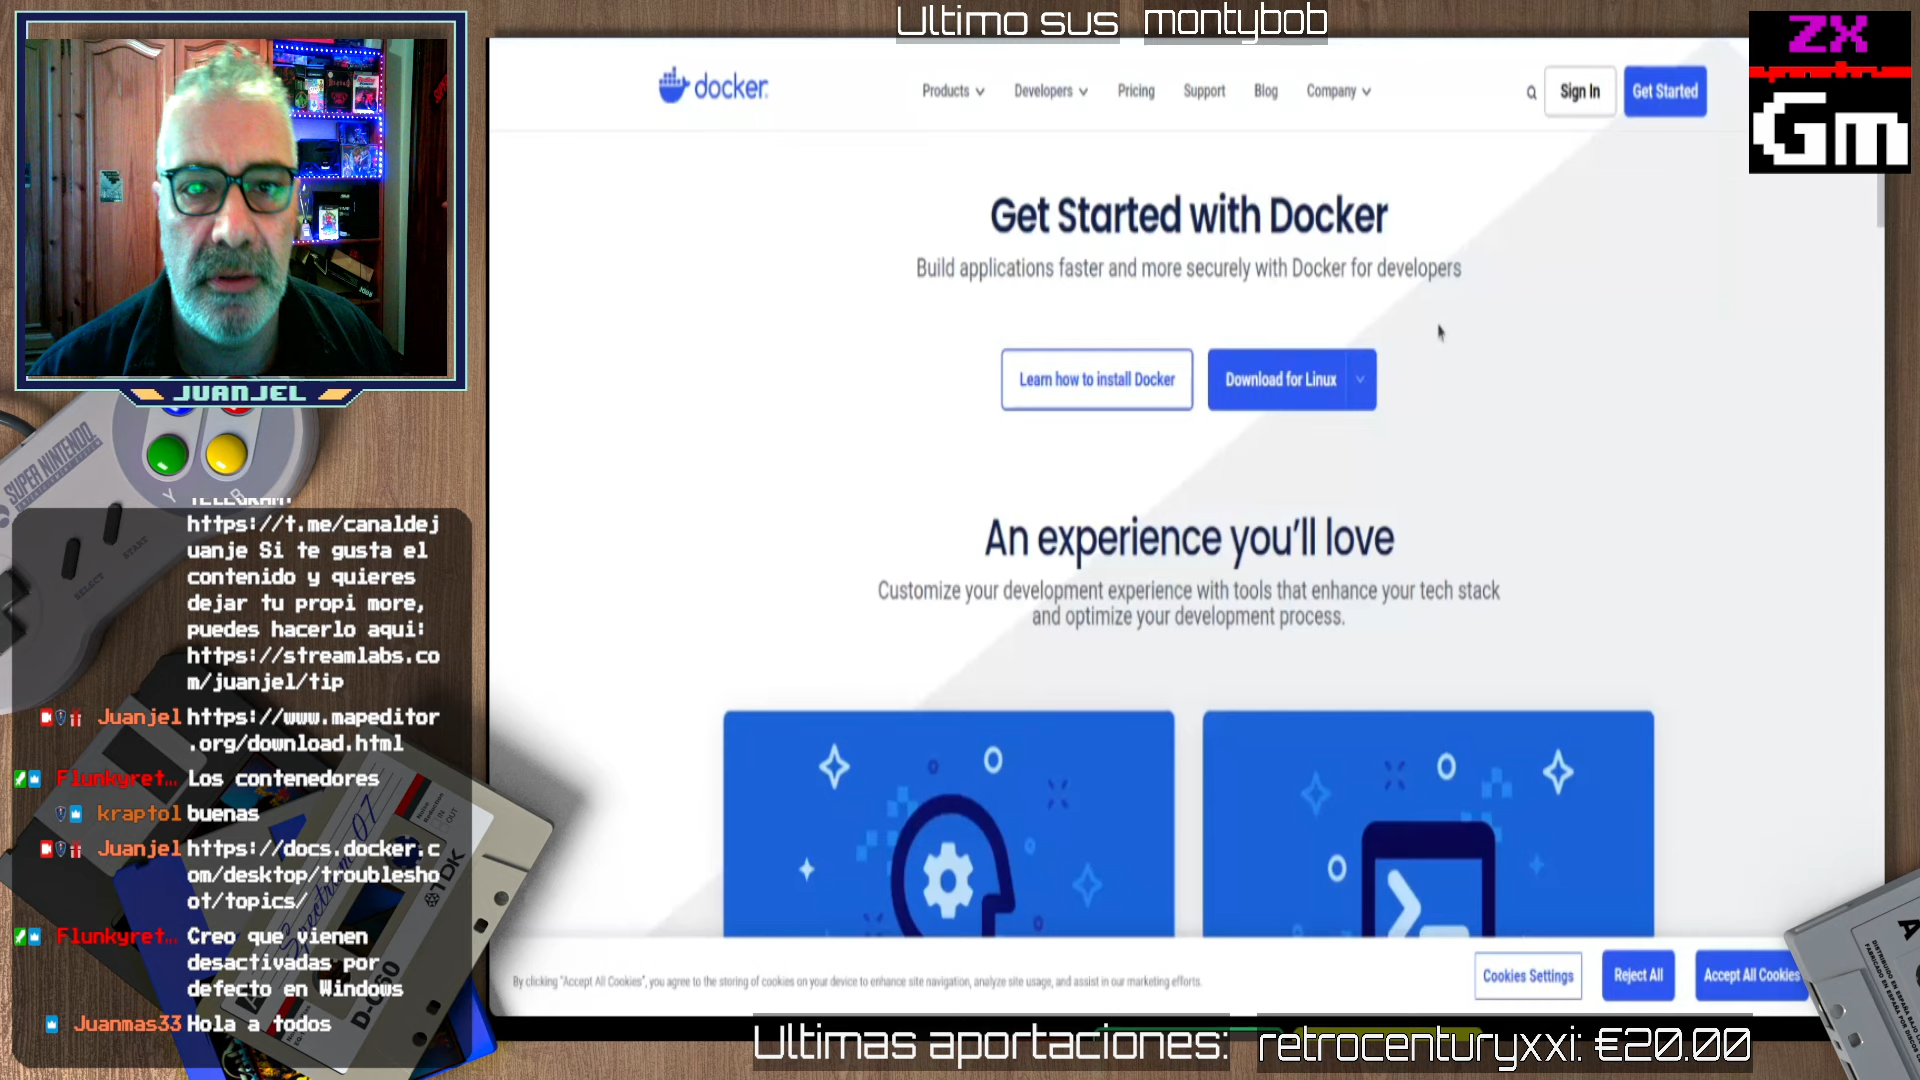 Ultimo sus montybob
ZX
Gm
docker
Products
Developers
Pricing
Support
Blog
Company
Sign In
Get Started
Get Started with Docker
Build applications faster and more securely with Docker for developers
Learn how to install Docker
Download for Linux
An experience you'll love
Customize your development experience with tools that enhance your tech stack
and optimize your development process.
By clicking "Accept All Cookies", you agree to the storing of cookies on your device to enhance site navigation, analyze site usage, and assist in our marketing efforts.
Cookies Settings
Reject All
Accept All Cookies
JUANJEL
SUPER NINTENDO
Y
B
SELECT
START
https://t.me/canaldej
uanje Si te gusta el
contenido y quieres
dejar tu propi more,
puedes hacerlo aqui:
https://streamlabs.co
m/juanjel/tip
Juanjel https://www.mapeditor
.org/download.html
Flunkyret... Los contenedores
kraptol buenas
Juanjel https://docs.docker.c
om/desktop/troublesho
ot/topics/
Flunkyret... Creo que vienen
desactivadas por
defecto en Windows
Juanmas33 Hola a todos
TDK
Ultimas aportaciones: retrocenturyxxi: €20.00